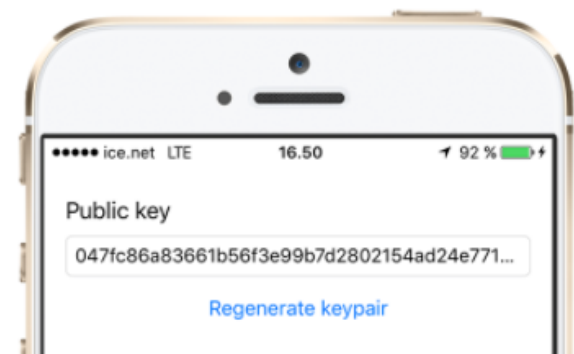 ●●●●● ice.net LTE 16.50 92 %
Public key
047fc86a83661b56f3e99b7d2802154ad24e771...
Regenerate keypair